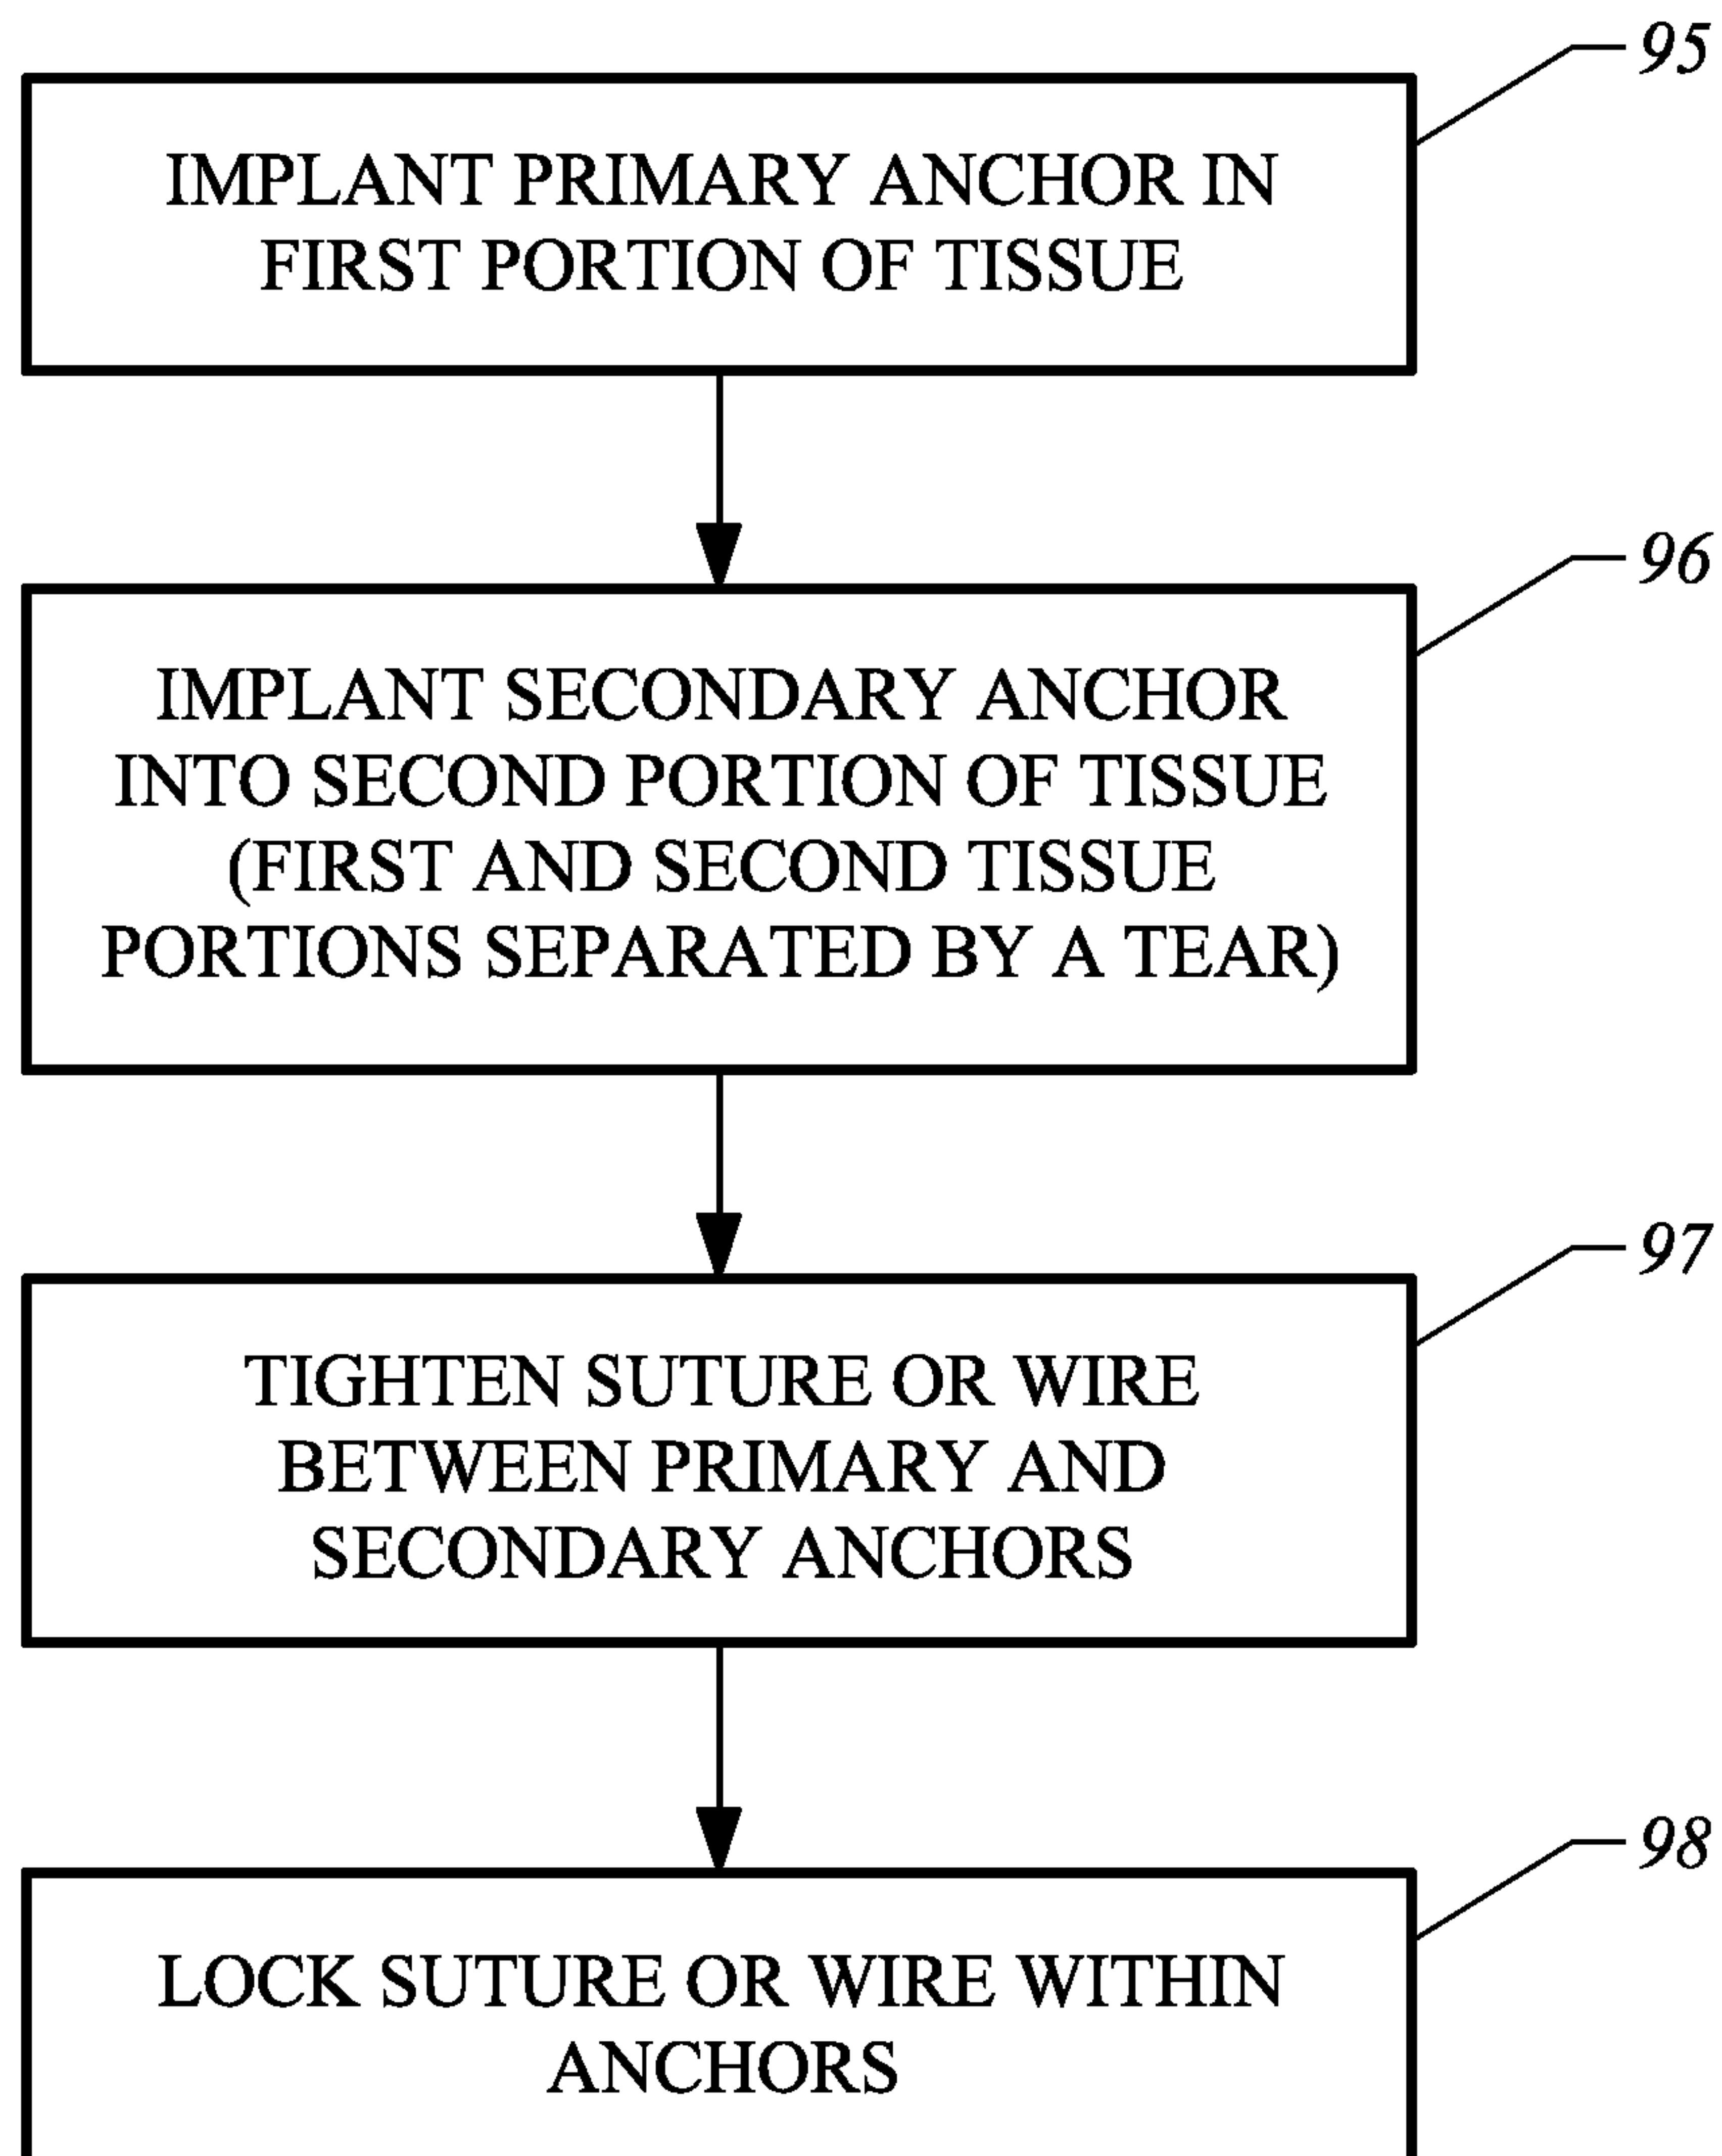 95
IMPLANT PRIMARY ANCHOR IN
FIRST PORTION OF TISSUE
96
IMPLANT SECONDARY ANCHOR
INTO SECOND PORTION OF TISSUE
(FIRST AND SECOND TISSUE
PORTIONS SEPARATED BY A TEAR)
97
TIGHTEN SUTURE OR WIRE
BETWEEN PRIMARY AND
SECONDARY ANCHORS
98
LOCK SUTURE OR WIRE WITHIN
ANCHORS